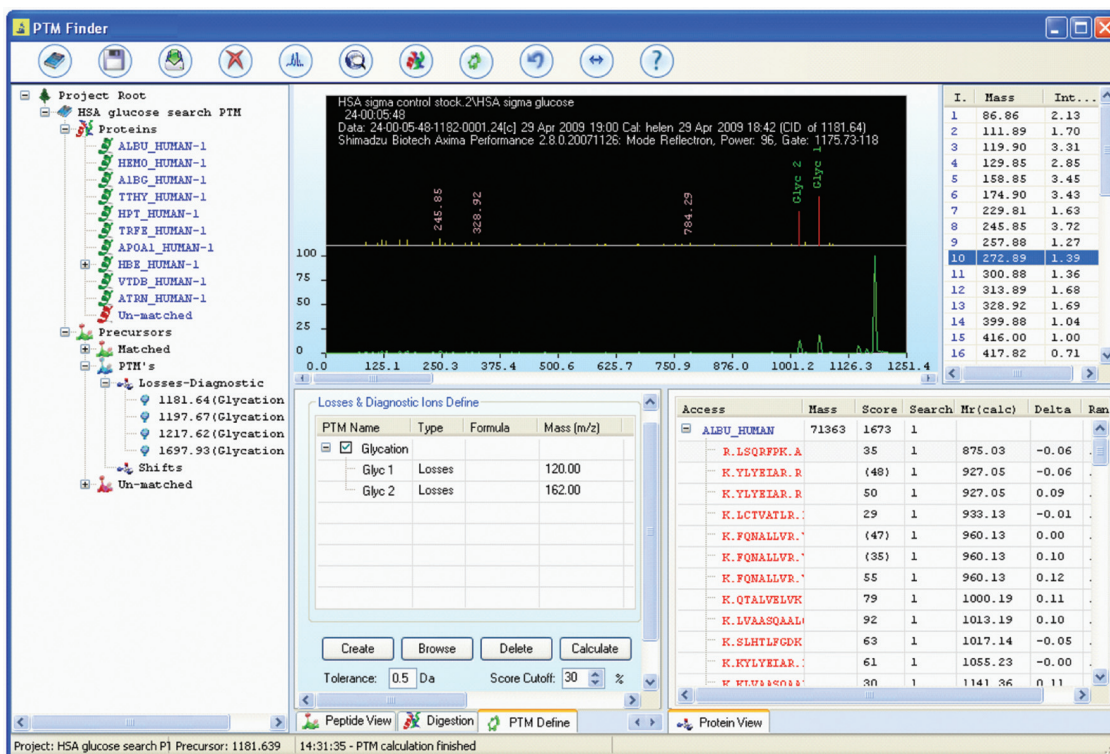 PTM Finder
Project Root
HSA glucose search PTM
Proteins
ALBU_HUMAN-1
HEMO_HUMAN-1
A1BG_HUMAN-1
TTHY_HUMAN-1
HPT_HUMAN-1
TRFE_HUMAN-1
APOA1_HUMAN-1
HBE_HUMAN-1
VTDB_HUMAN-1
ATRN_HUMAN-1
Un-matched
Precursors
Matched
PTM's
Losses-Diagnostic
1181.64(Glycation
1197.67(Glycation
1217.62(Glycation
1697.93(Glycation
Shifts
Un-matched
HSA sigma control stock.2\HSA sigma glucose
24-00:05:48
Data: 24-00-05-48-1182-0001.24[c] 29 Apr 2009 19:00 Cal: helen 29 Apr 2009 18:42 (CID of 1181.64)
Shimadzu Biotech Axima Performance 2.8.0.20071126: Mode Reflectron, Power: 96, Gate: 1175.73-118
245.85
328.92
784.29
Glyc 2
Glyc 1
100
75
50
25
0
0.0 125.1 250.3 375.4 500.6 625.7 750.9 876.0 1001.2 1126.3 1251.4
I. Mass Int...
1 86.86 2.13
2 111.89 1.70
3 119.90 3.31
4 129.85 2.85
5 158.85 3.45
6 174.90 3.43
7 229.81 1.63
8 245.85 3.72
9 257.88 1.27
10 272.89 1.39
11 300.88 1.36
12 313.89 1.68
13 328.92 1.69
14 399.88 1.04
15 416.00 1.00
16 417.82 0.71
Losses & Diagnostic Ions Define
PTM Name Type Formula Mass (m/z)
Glycation
Glyc 1 Losses 120.00
Glyc 2 Losses 162.00
Create Browse Delete Calculate
Tolerance: 0.5 Da Score Cutoff: 30 %
Peptide View Digestion PTM Define
Access Mass Score Search Mr(calc) Delta Ran
ALBU_HUMAN 71363 1673 1
R.LSQRFPK.A 35 1 875.03 -0.06
K.YLYEIAR.R (48) 1 927.05 -0.06
K.YLYEIAR.R 50 1 927.05 0.09
K.LCTVATLR. 29 1 933.13 -0.01
K.FQNALLVR. (47) 1 960.13 0.00
K.FQNALLVR. (35) 1 960.13 0.10
K.FQNALLVR. 55 1 960.13 0.12
K.QTALVELVK 79 1 1000.19 0.11
K.LVAASQAAL 92 1 1013.19 0.10
K.SLHTLFGDK 63 1 1017.14 -0.05
K.KYLYEIAR. 61 1 1055.23 -0.00
K.KLVAASQAA 30 1 1141.36 0.11
Protein View
Project: HSA glucose search PT Precursor: 1181.639 14:31:35 - PTM calculation finished